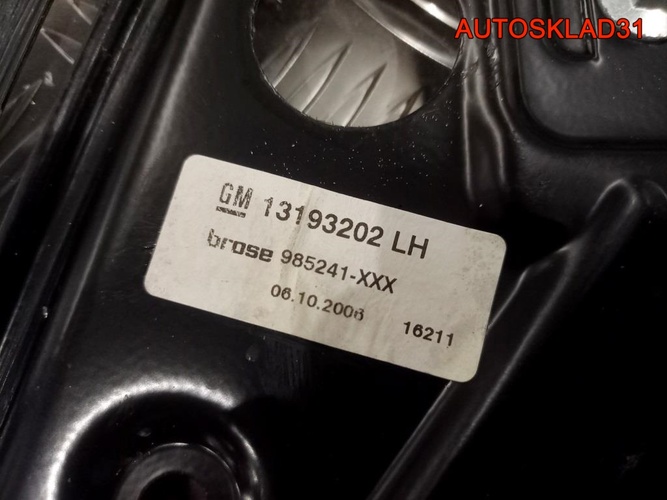 AUTOSKLAD31
GM 13193202 LH
brose 985241-XXX
06.10.2006 16211